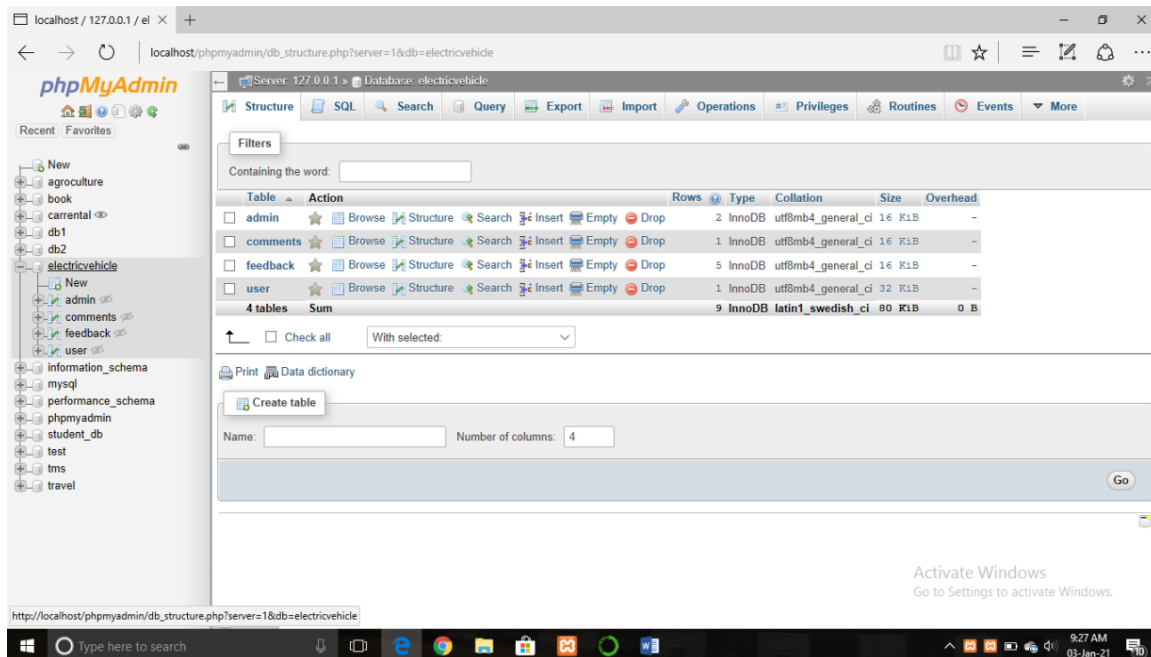 localhost / 127.0.0.1 / el
localhost/phpmyadmin/db_structure.php?server=1&db=electricvehicle
phpMyAdmin
Recent Favorites
New
agroculture
book
carrental
db1
db2
electricvehicle
New
admin
comments
feedback
user
information_schema
mysql
performance_schema
phpmyadmin
student_db
test
tms
travel
Server: 127.0.0.1 » Database: electricvehicle
Structure SQL Search Query Export Import Operations Privileges Routines Events More
Filters
Containing the word:
Table Action Rows Type Collation Size Overhead
admin Browse Structure Search Insert Empty Drop 2 InnoDB utf8mb4_general_ci 16 KiB -
comments Browse Structure Search Insert Empty Drop 1 InnoDB utf8mb4_general_ci 16 KiB -
feedback Browse Structure Search Insert Empty Drop 5 InnoDB utf8mb4_general_ci 16 KiB -
user Browse Structure Search Insert Empty Drop 1 InnoDB utf8mb4_general_ci 32 KiB -
4 tables Sum 9 InnoDB latin1_swedish_ci 80 KiB 0 B
Check all With selected:
Print Data dictionary
Create table
Name: Number of columns: 4
Go
Activate Windows
Go to Settings to activate Windows.
http://localhost/phpmyadmin/db_structure.php?server=1&db=electricvehicle
Type here to search
9:27 AM
03-Jan-21
10